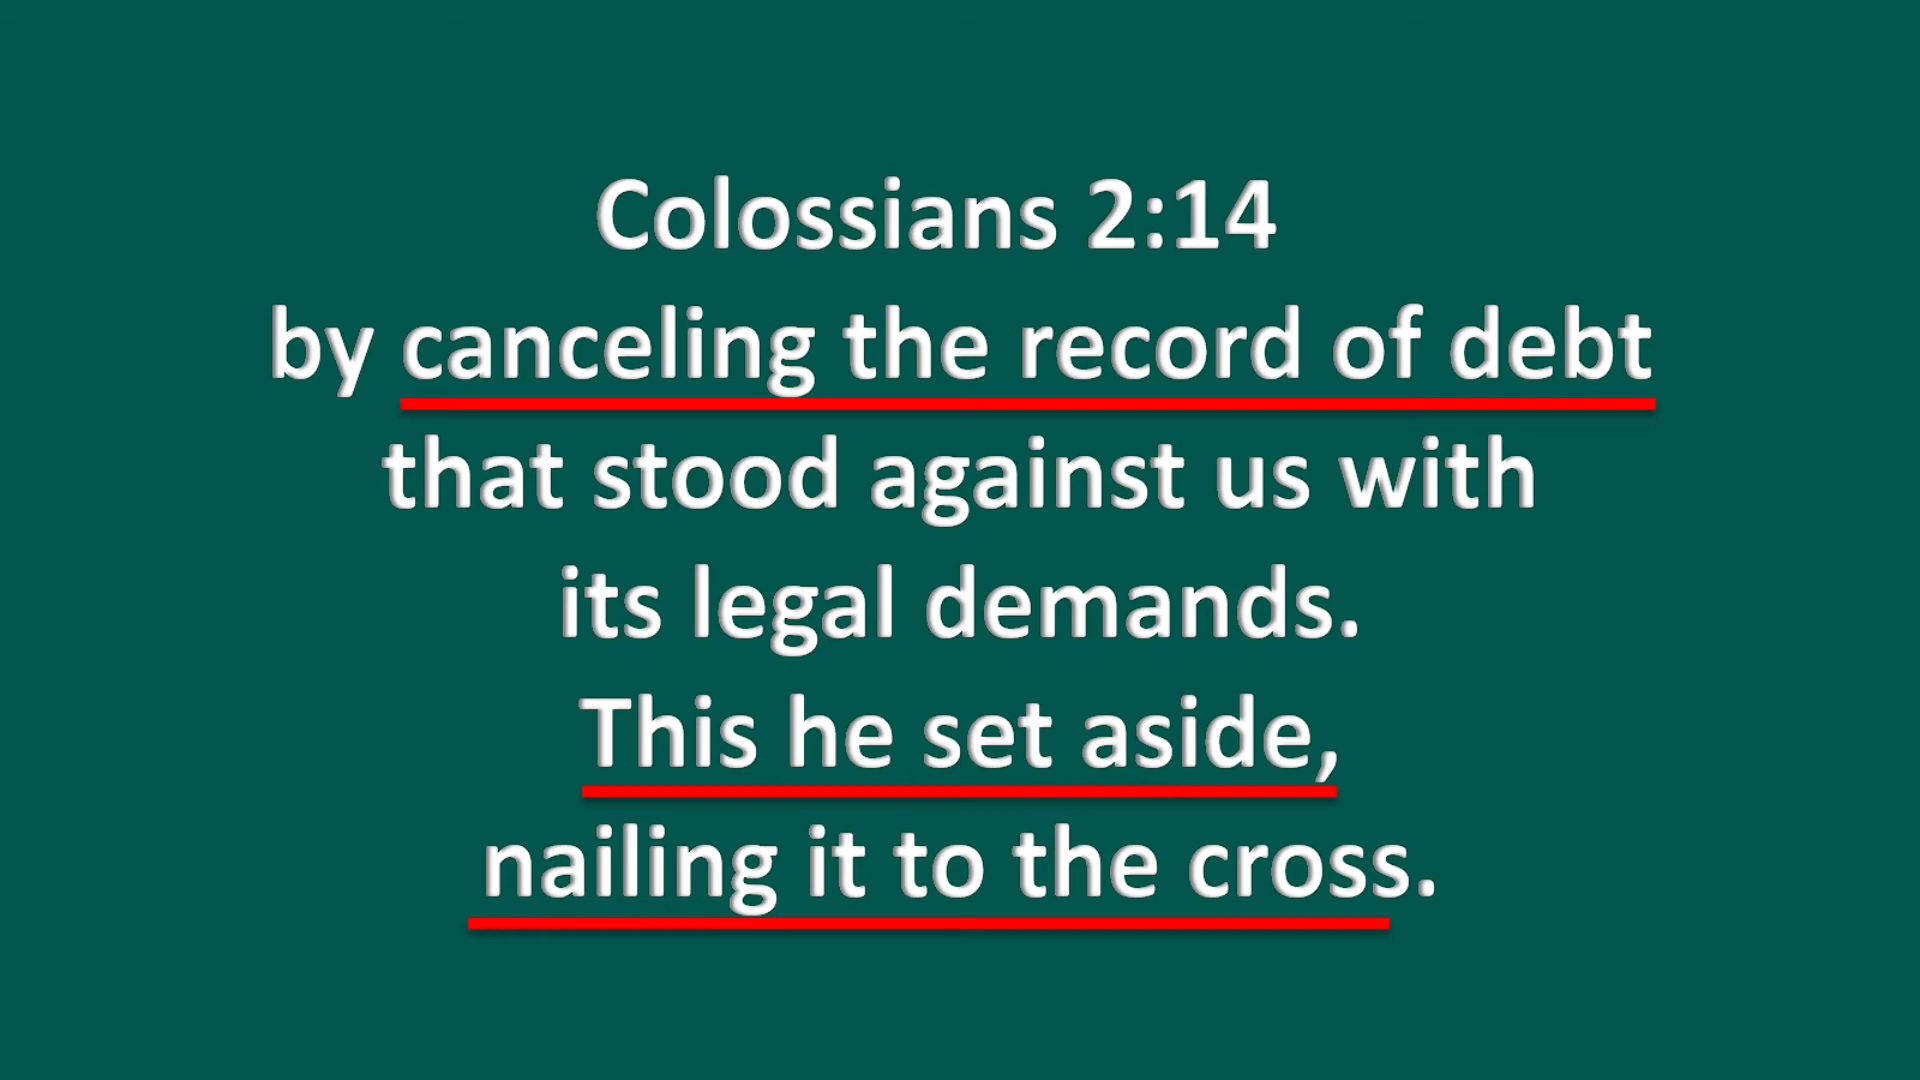 Colossians 2:14
by canceling the record of debt
that stood against us with
its legal demands.
This he set aside,
nailing it to the cross.